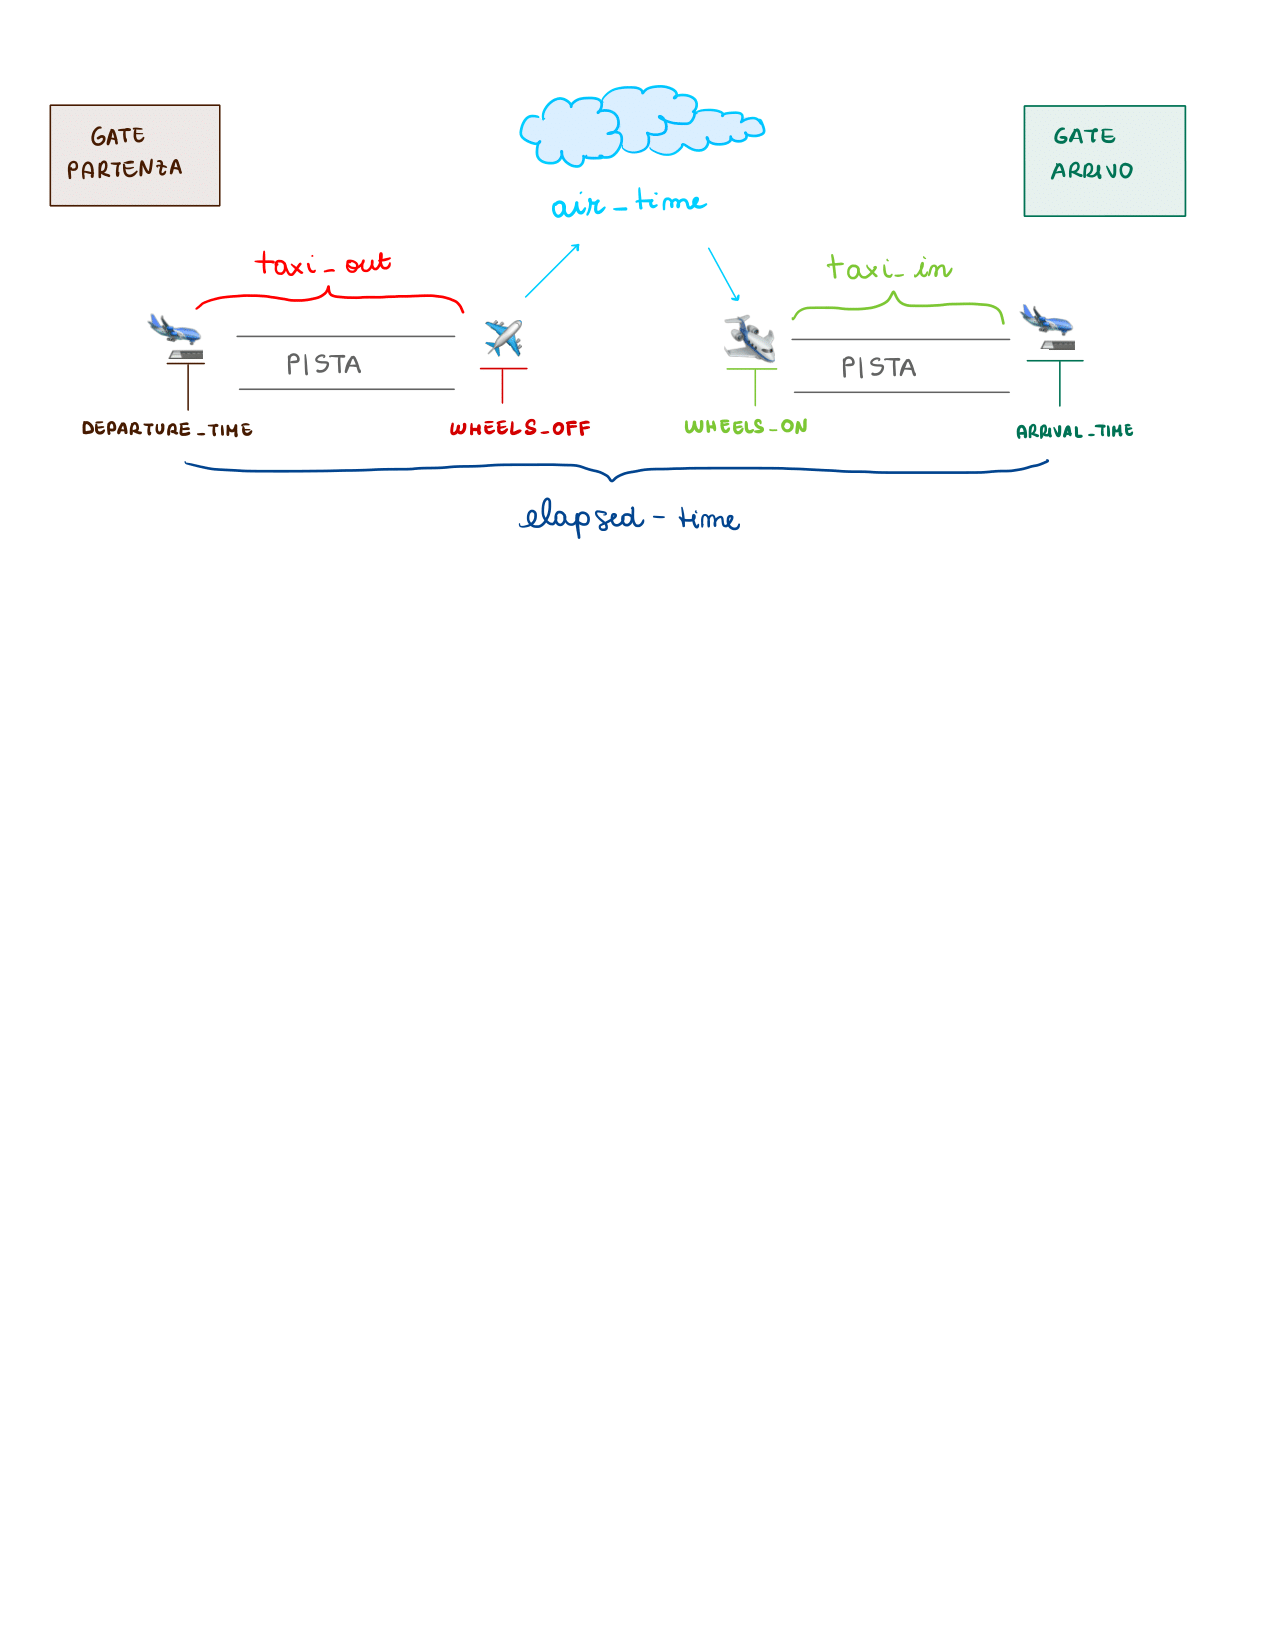 GATE
PARTENZA
GATE
ARRIVO
air_time
taxi_out
taxi_in
PISTA
PISTA
DEPARTURE_TIME
WHEELS_OFF
WHEELS_ON
ARRIVAL_TIME
elapsed-time